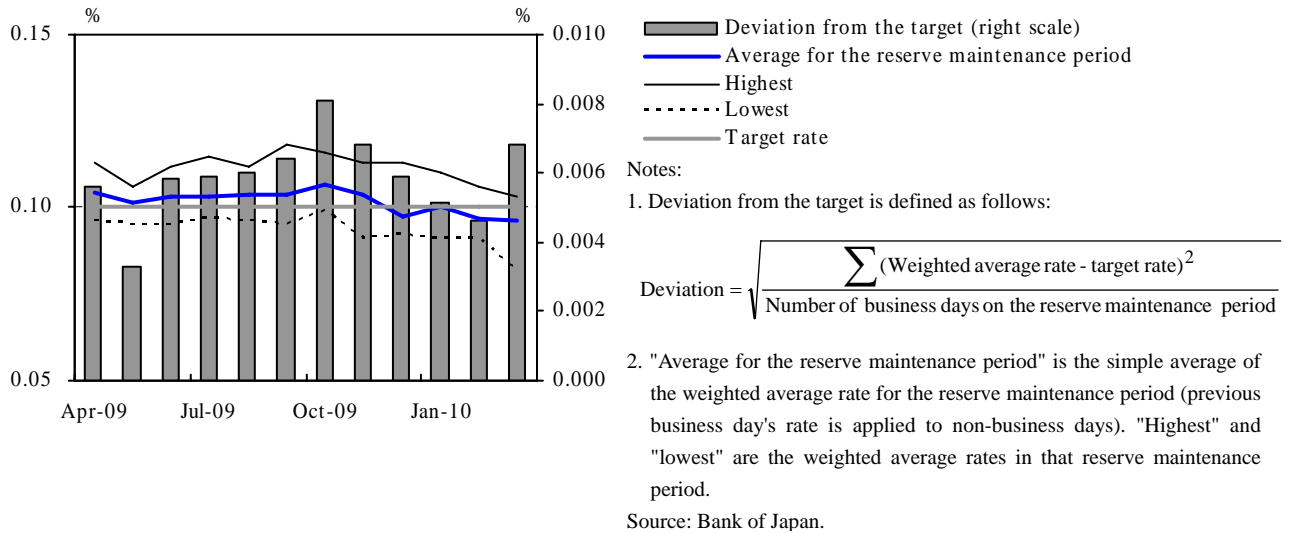 % %
0.15 0.010
0.008
0.006
0.10
0.004
0.002
0.05 0.000
Apr-09 Jul-09 Oct-09 Jan-10
Deviation from the target (right scale)
Average for the reserve maintenance period
Highest
Lowest
Target rate
Notes:
1. Deviation from the target is defined as follows:
Deviation = √( ∑ (Weighted average rate - target rate)² /
Number of business days on the reserve maintenance period )
2. "Average for the reserve maintenance period" is the simple average of
the weighted average rate for the reserve maintenance period (previous
business day's rate is applied to non-business days). "Highest" and
"lowest" are the weighted average rates in that reserve maintenance
period.
Source: Bank of Japan.